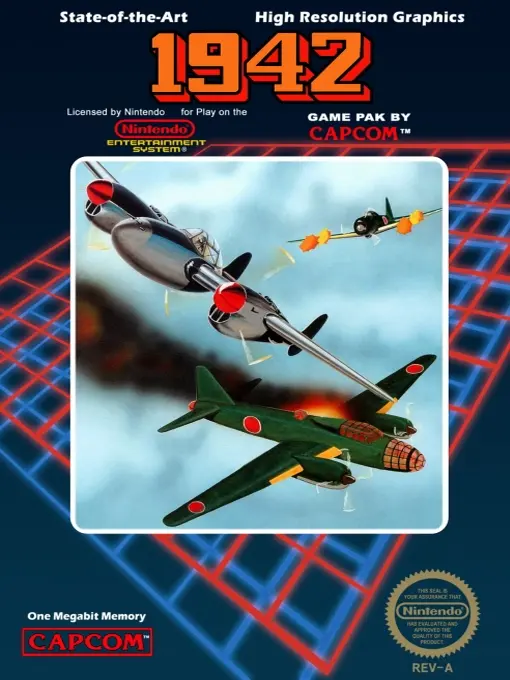 State-of-the-Art High Resolution Graphics
1942
Licensed by Nintendo for Play on the
Nintendo®
ENTERTAINMENT
SYSTEM®
GAME PAK BY
CAPCOM™
One Megabit Memory
CAPCOM™
THIS SEAL IS
YOUR ASSURANCE THAT
Nintendo
HAS EVALUATED AND
APPROVED THE
QUALITY OF THIS
PRODUCT.
REV-A